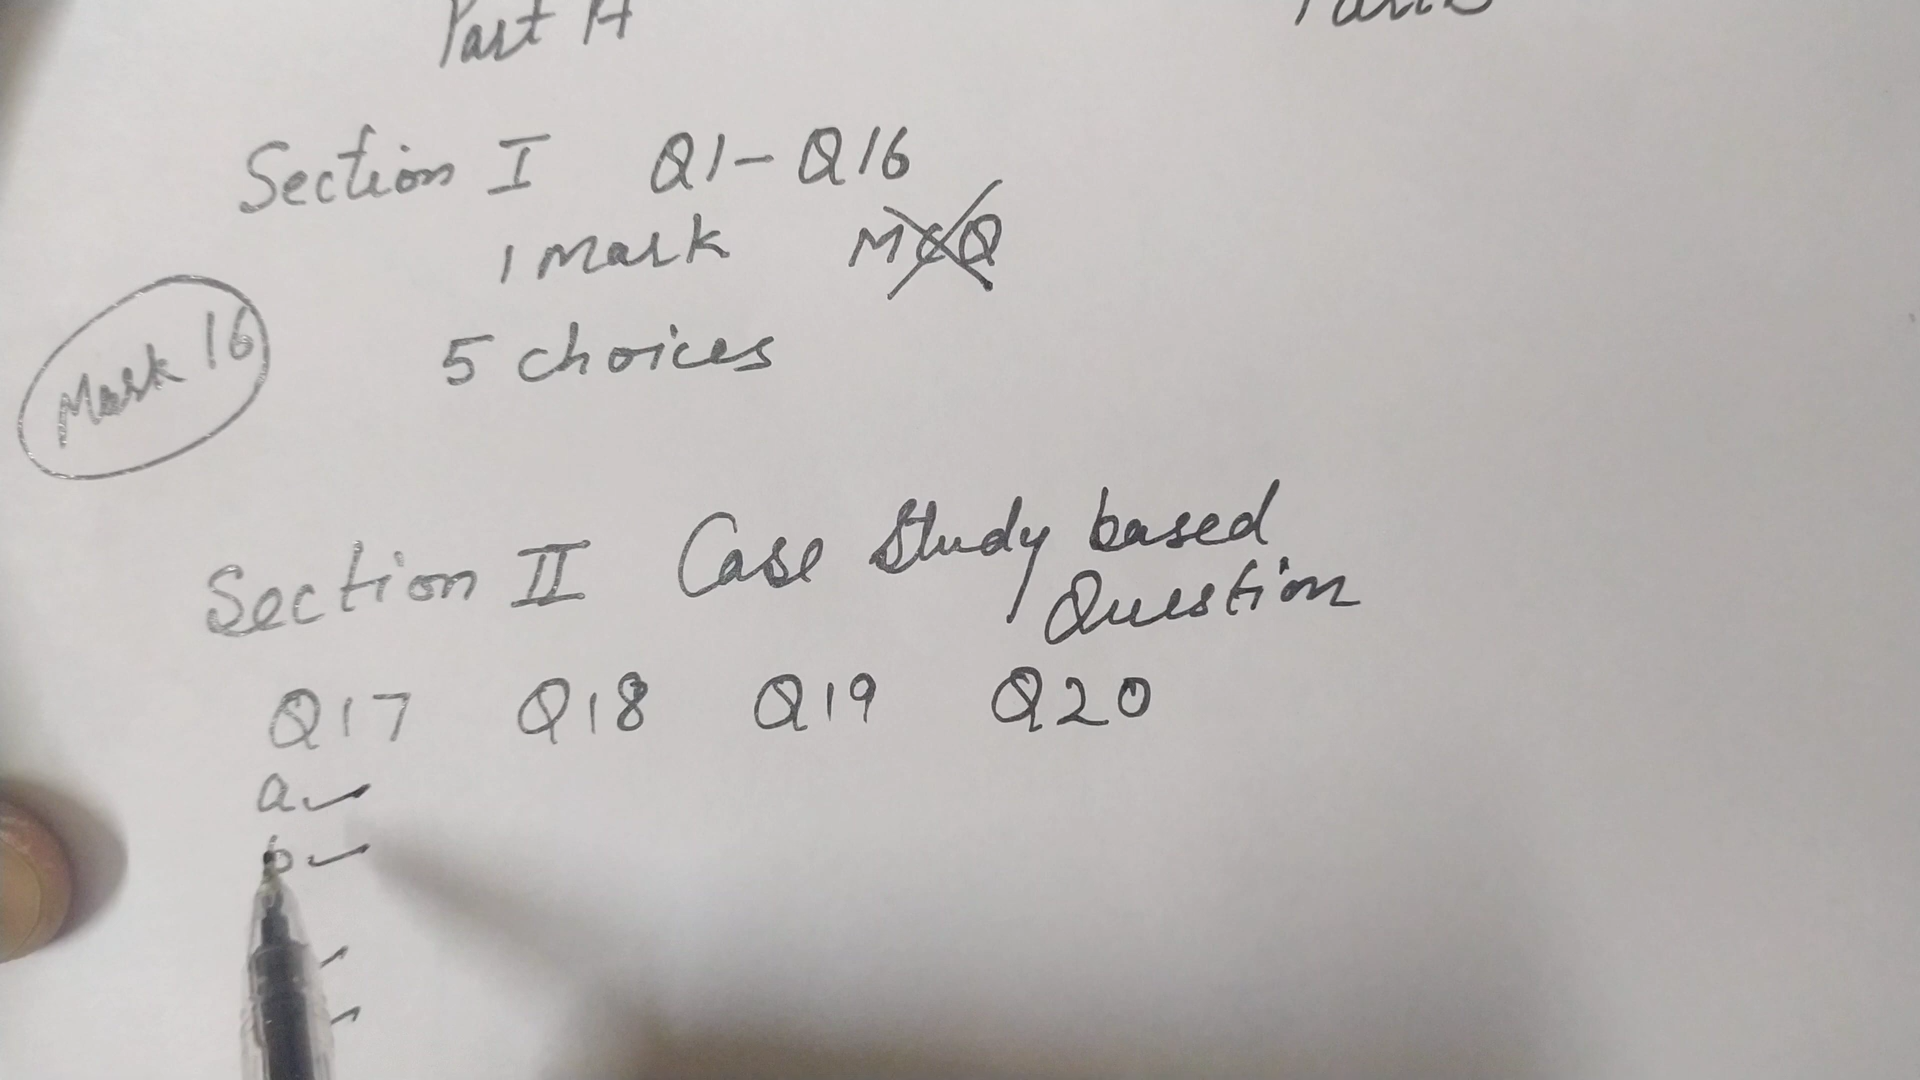 Part A
Section I Q1-Q16
1 Mark MCQ
Mark 16
5 choices
Section II Case Study based
Question
Q17 Q18 Q19 Q20
a
b